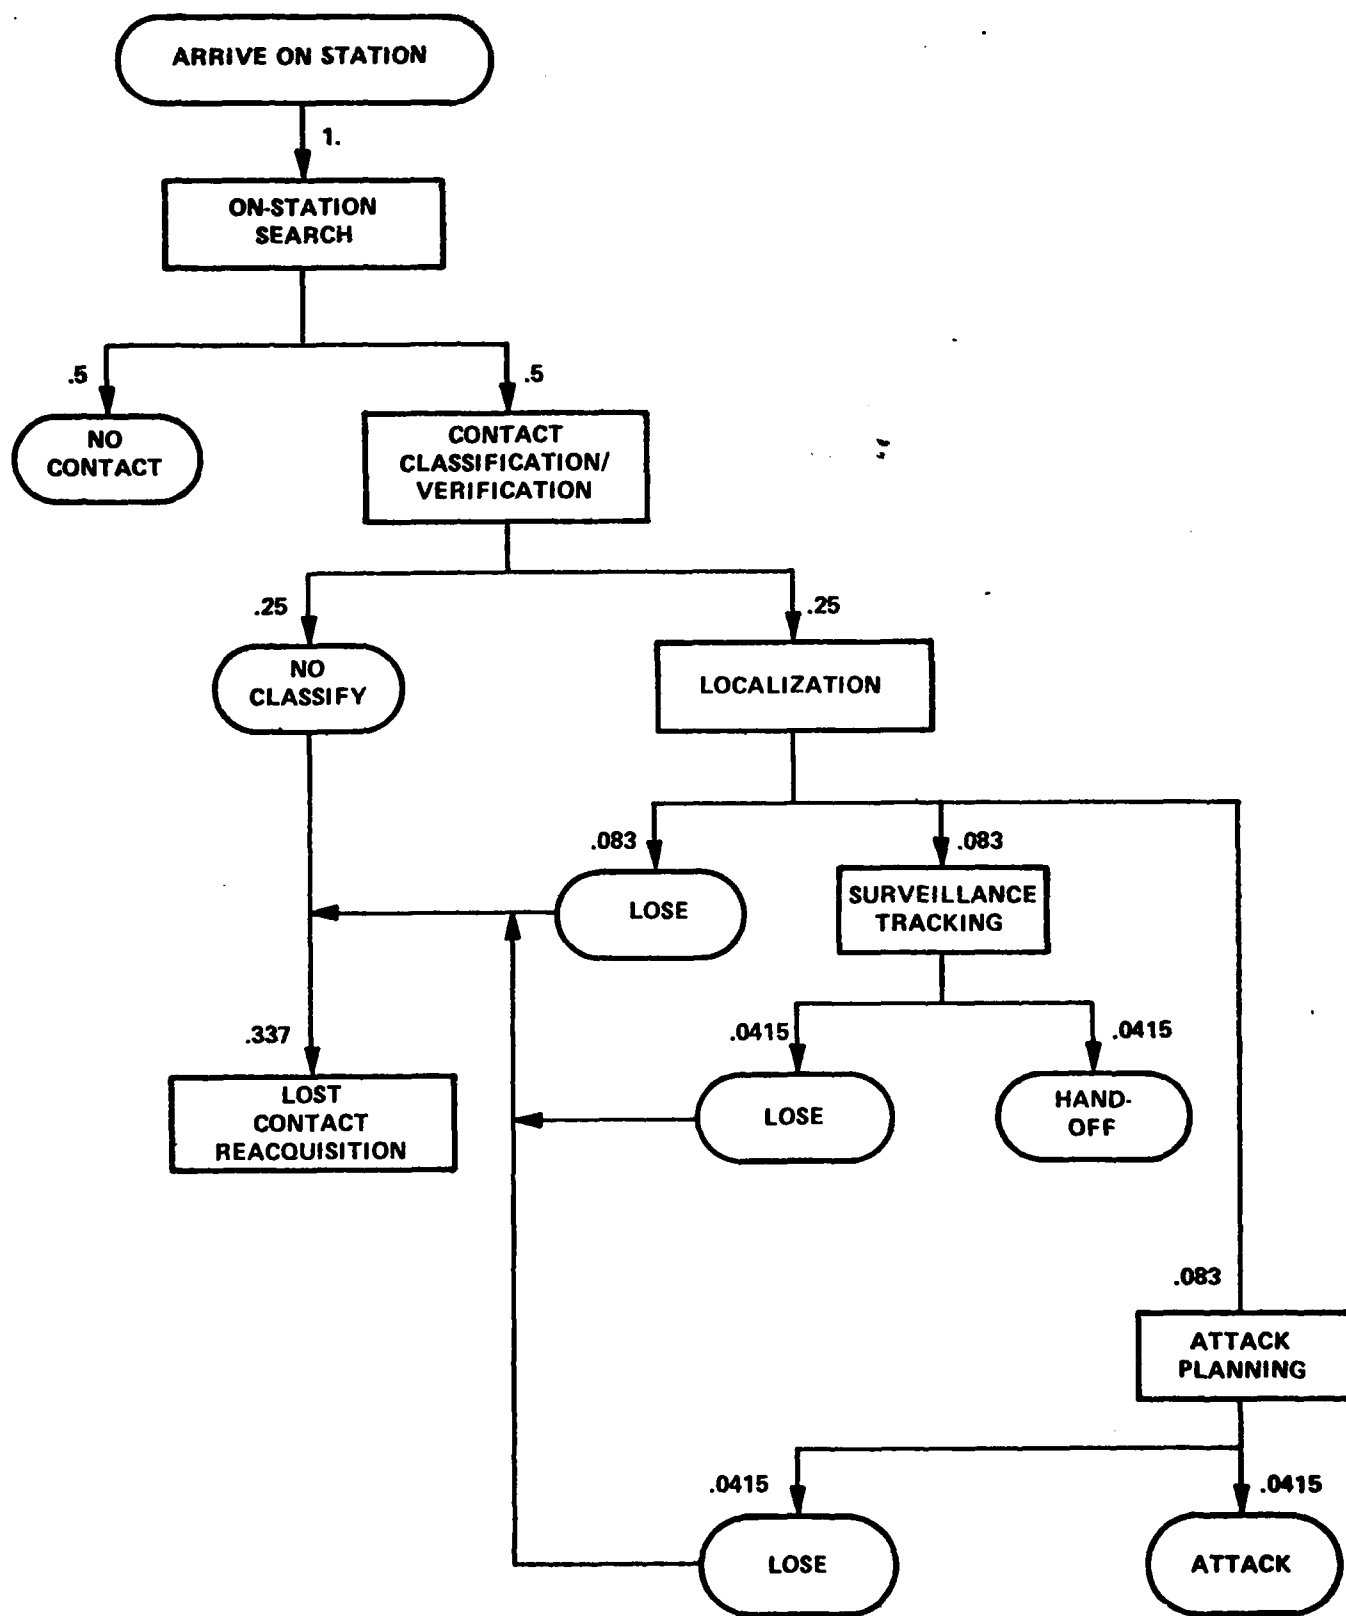 ARRIVE ON STATION
1.
ON-STATION
SEARCH
.5
.5
NO
CONTACT
CONTACT
CLASSIFICATION/
VERIFICATION
.25
.25
NO
CLASSIFY
LOCALIZATION
.083
.083
LOSE
SURVEILLANCE
TRACKING
.337
.0415
.0415
LOST
CONTACT
REACQUISITION
LOSE
HAND-
OFF
.083
ATTACK
PLANNING
.0415
.0415
LOSE
ATTACK